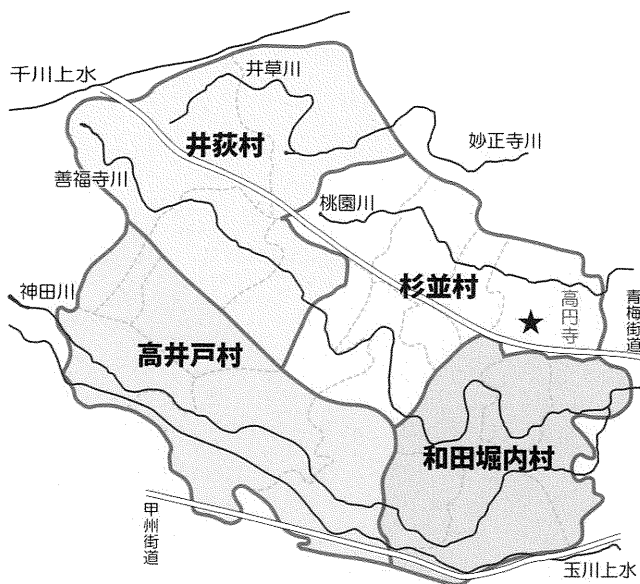 千川上水
井草川
井荻村
妙正寺川
善福寺川
桃園川
神田川
杉並村
高円寺
青梅街道
高井戸村
和田堀内村
甲州街道
玉川上水